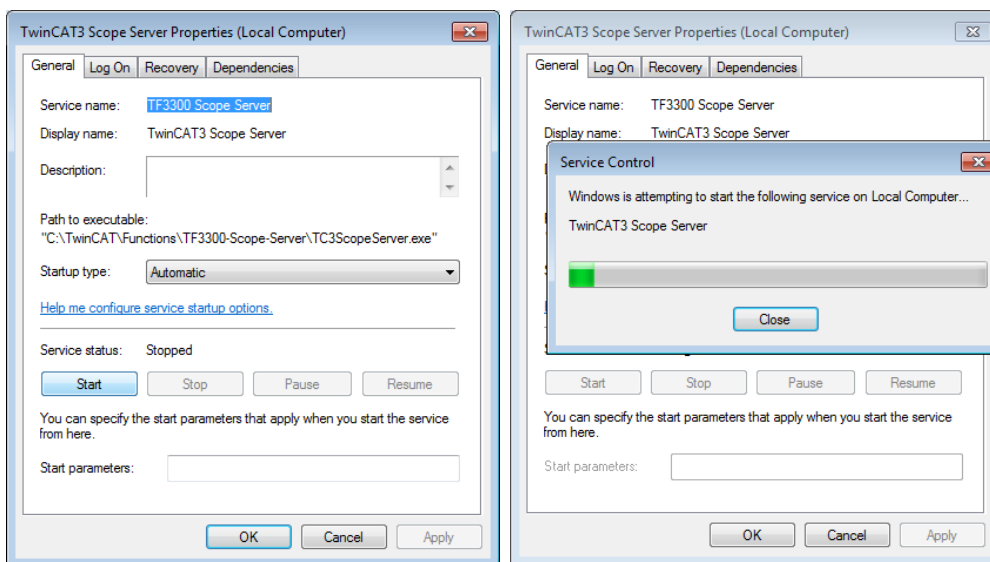 TwinCAT3 Scope Server Properties (Local Computer)
General Log On Recovery Dependencies
Service name: TF3300 Scope Server
Display name: TwinCAT3 Scope Server
Description:
Path to executable:
"C:\TwinCAT\Functions\TF3300-Scope-Server\TC3ScopeServer.exe"
Startup type: Automatic
Help me configure service startup options.
Service status: Stopped
Start Stop Pause Resume
You can specify the start parameters that apply when you start the service
from here.
Start parameters:
OK Cancel Apply
TwinCAT3 Scope Server Properties (Local Computer)
General Log On Recovery Dependencies
Service name: TF3300 Scope Server
Display name: TwinCAT3 Scope Server
Service Control
Windows is attempting to start the following service on Local Computer...
TwinCAT3 Scope Server
Close
Start Stop Pause Resume
You can specify the start parameters that apply when you start the service
from here.
Start parameters:
OK Cancel Apply